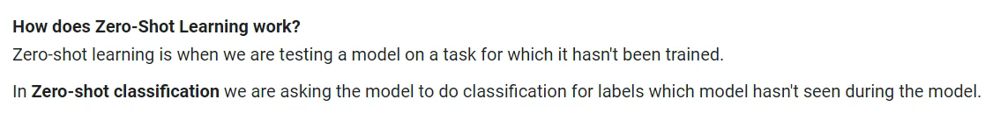 How does Zero-Shot Learning work?
Zero-shot learning is when we are testing a model on a task for which it hasn't been trained.
In Zero-shot classification we are asking the model to do classification for labels which model hasn't seen during the model.